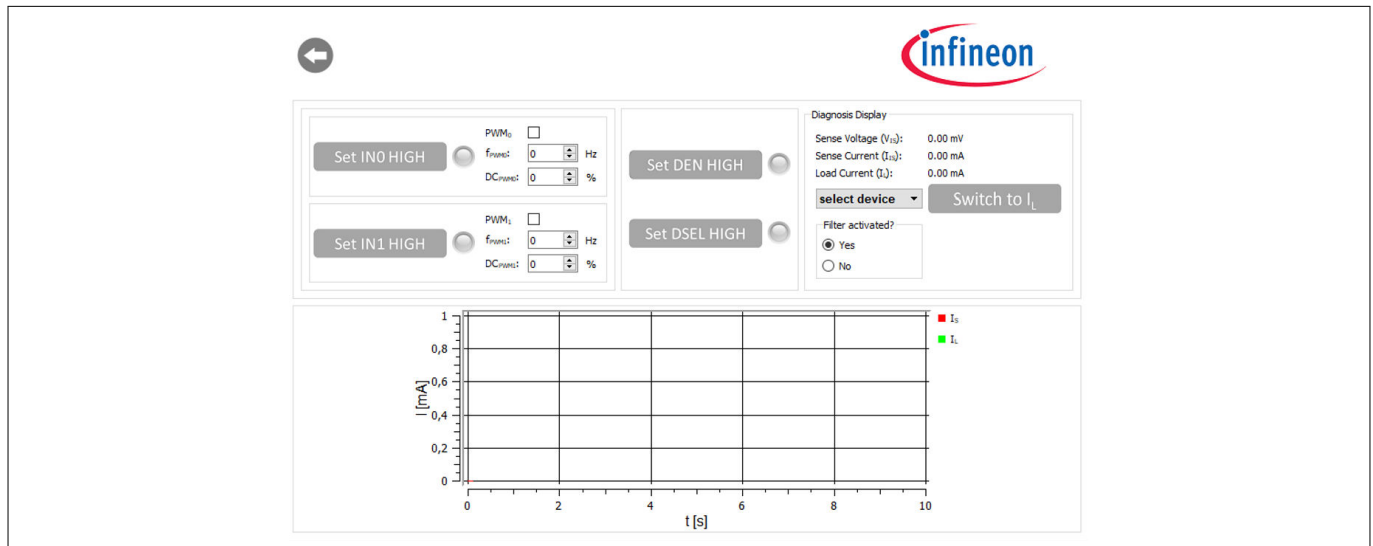 infineon
Set IN0 HIGH
PWM₀
fPWM0: 0 Hz
DCPWM0: 0 %
Set IN1 HIGH
PWM₁
fPWM1: 0 Hz
DCPWM1: 0 %
Set DEN HIGH
Set DSEL HIGH
Diagnosis Display
Sense Voltage (VIS): 0.00 mV
Sense Current (IIS): 0.00 mA
Load Current (IL): 0.00 mA
select device
Switch to IL
Filter activated?
Yes
No
1
0,8
0,6
0,4
0,2
0
I [mA]
0 2 4 6 8 10
t [s]
IS
IL